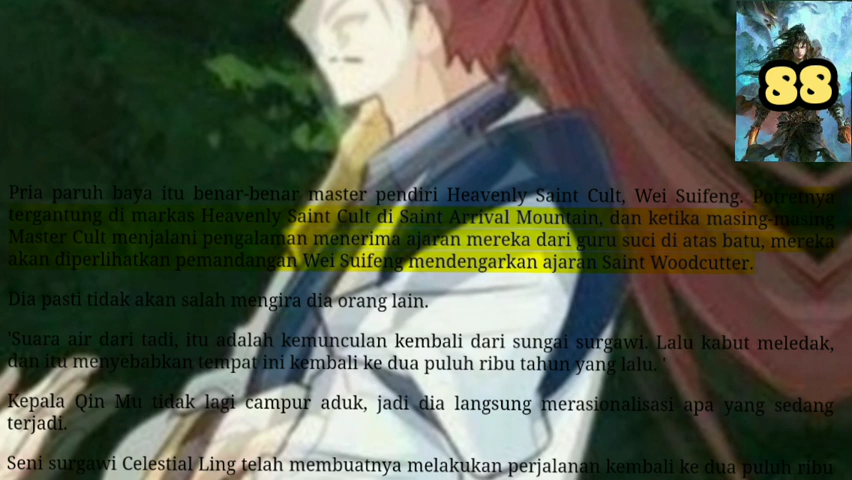 88
Pria paruh baya itu benar-benar master pendiri Heavenly Saint Cult, Wei Suifeng. Potretnya
tergantung di markas Heavenly Saint Cult di Saint Arrival Mountain, dan ketika masing-masing
Master Cult menjalani pengalaman menerima ajaran mereka dari guru suci di atas batu, mereka
akan diperlihatkan pemandangan Wei Suifeng mendengarkan ajaran Saint Woodcutter.
Dia pasti tidak akan salah mengira dia orang lain.
'Suara air dari tadi, itu adalah kemunculan kembali dari sungai surgawi. Lalu kabut meledak,
dan itu menyebabkan tempat ini kembali ke dua puluh ribu tahun yang lalu. '
Kepala Qin Mu tidak lagi campur aduk, jadi dia langsung merasionalisasi apa yang sedang
terjadi.
Seni surgawi Celestial Ling telah membuatnya melakukan perjalanan kembali ke dua puluh ribu